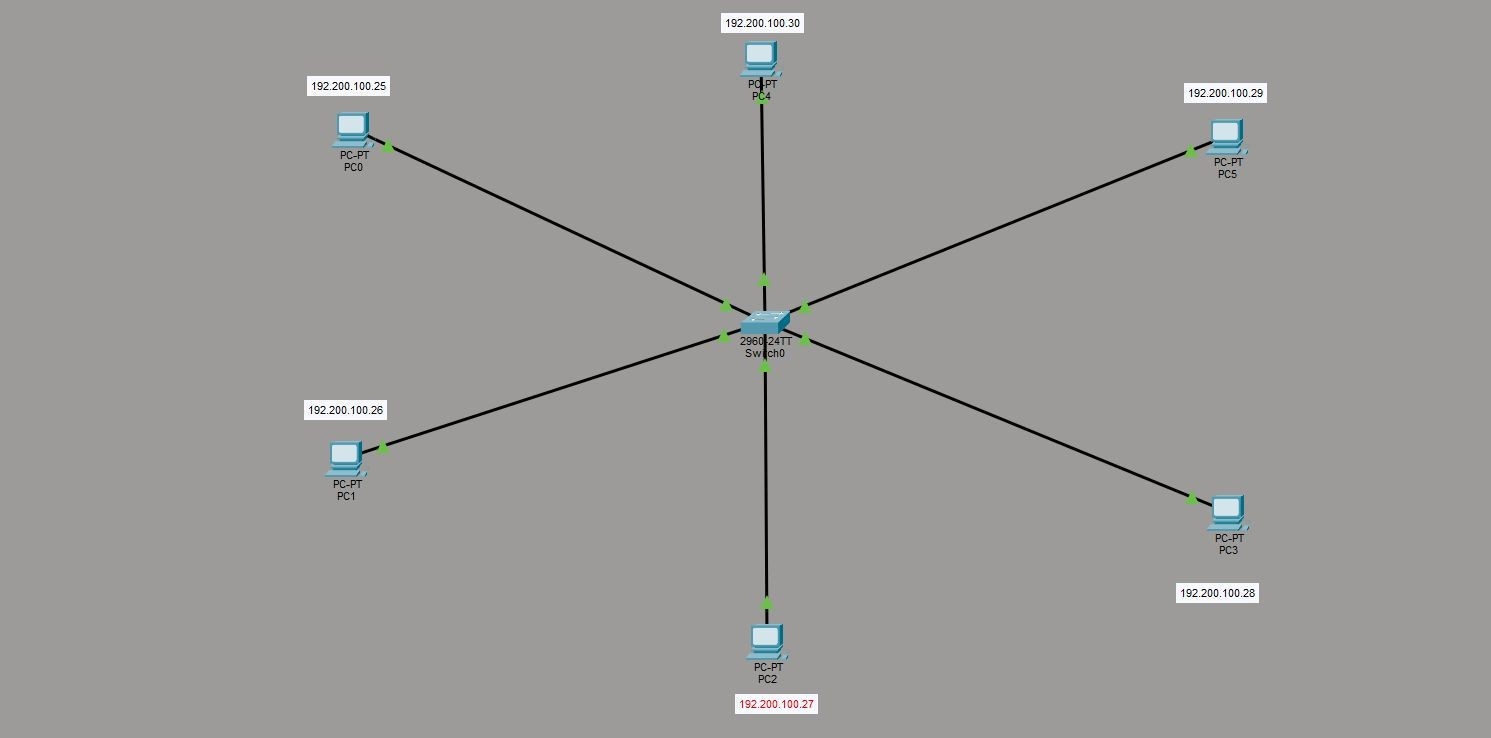 192.200.100.30
PC-PT
PC4
192.200.100.25
PC-PT
PC0
192.200.100.29
PC-PT
PC5
2960-24TT
Switch0
192.200.100.26
PC-PT
PC1
PC-PT
PC3
192.200.100.28
PC-PT
PC2
192.200.100.27